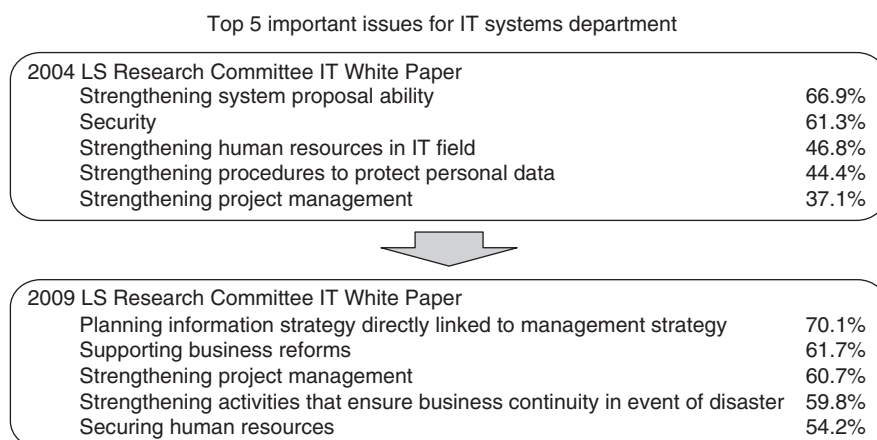 Top 5 important issues for IT systems department
2004 LS Research Committee IT White Paper
Strengthening system proposal ability 66.9%
Security 61.3%
Strengthening human resources in IT field 46.8%
Strengthening procedures to protect personal data 44.4%
Strengthening project management 37.1%
2009 LS Research Committee IT White Paper
Planning information strategy directly linked to management strategy 70.1%
Supporting business reforms 61.7%
Strengthening project management 60.7%
Strengthening activities that ensure business continuity in event of disaster 59.8%
Securing human resources 54.2%